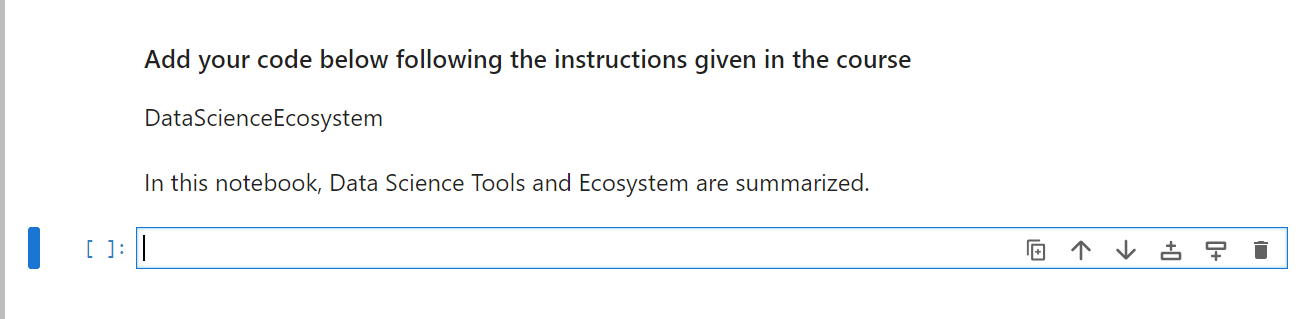 Add your code below following the instructions given in the course
DataScienceEcosystem
In this notebook, Data Science Tools and Ecosystem are summarized.
[ ]: